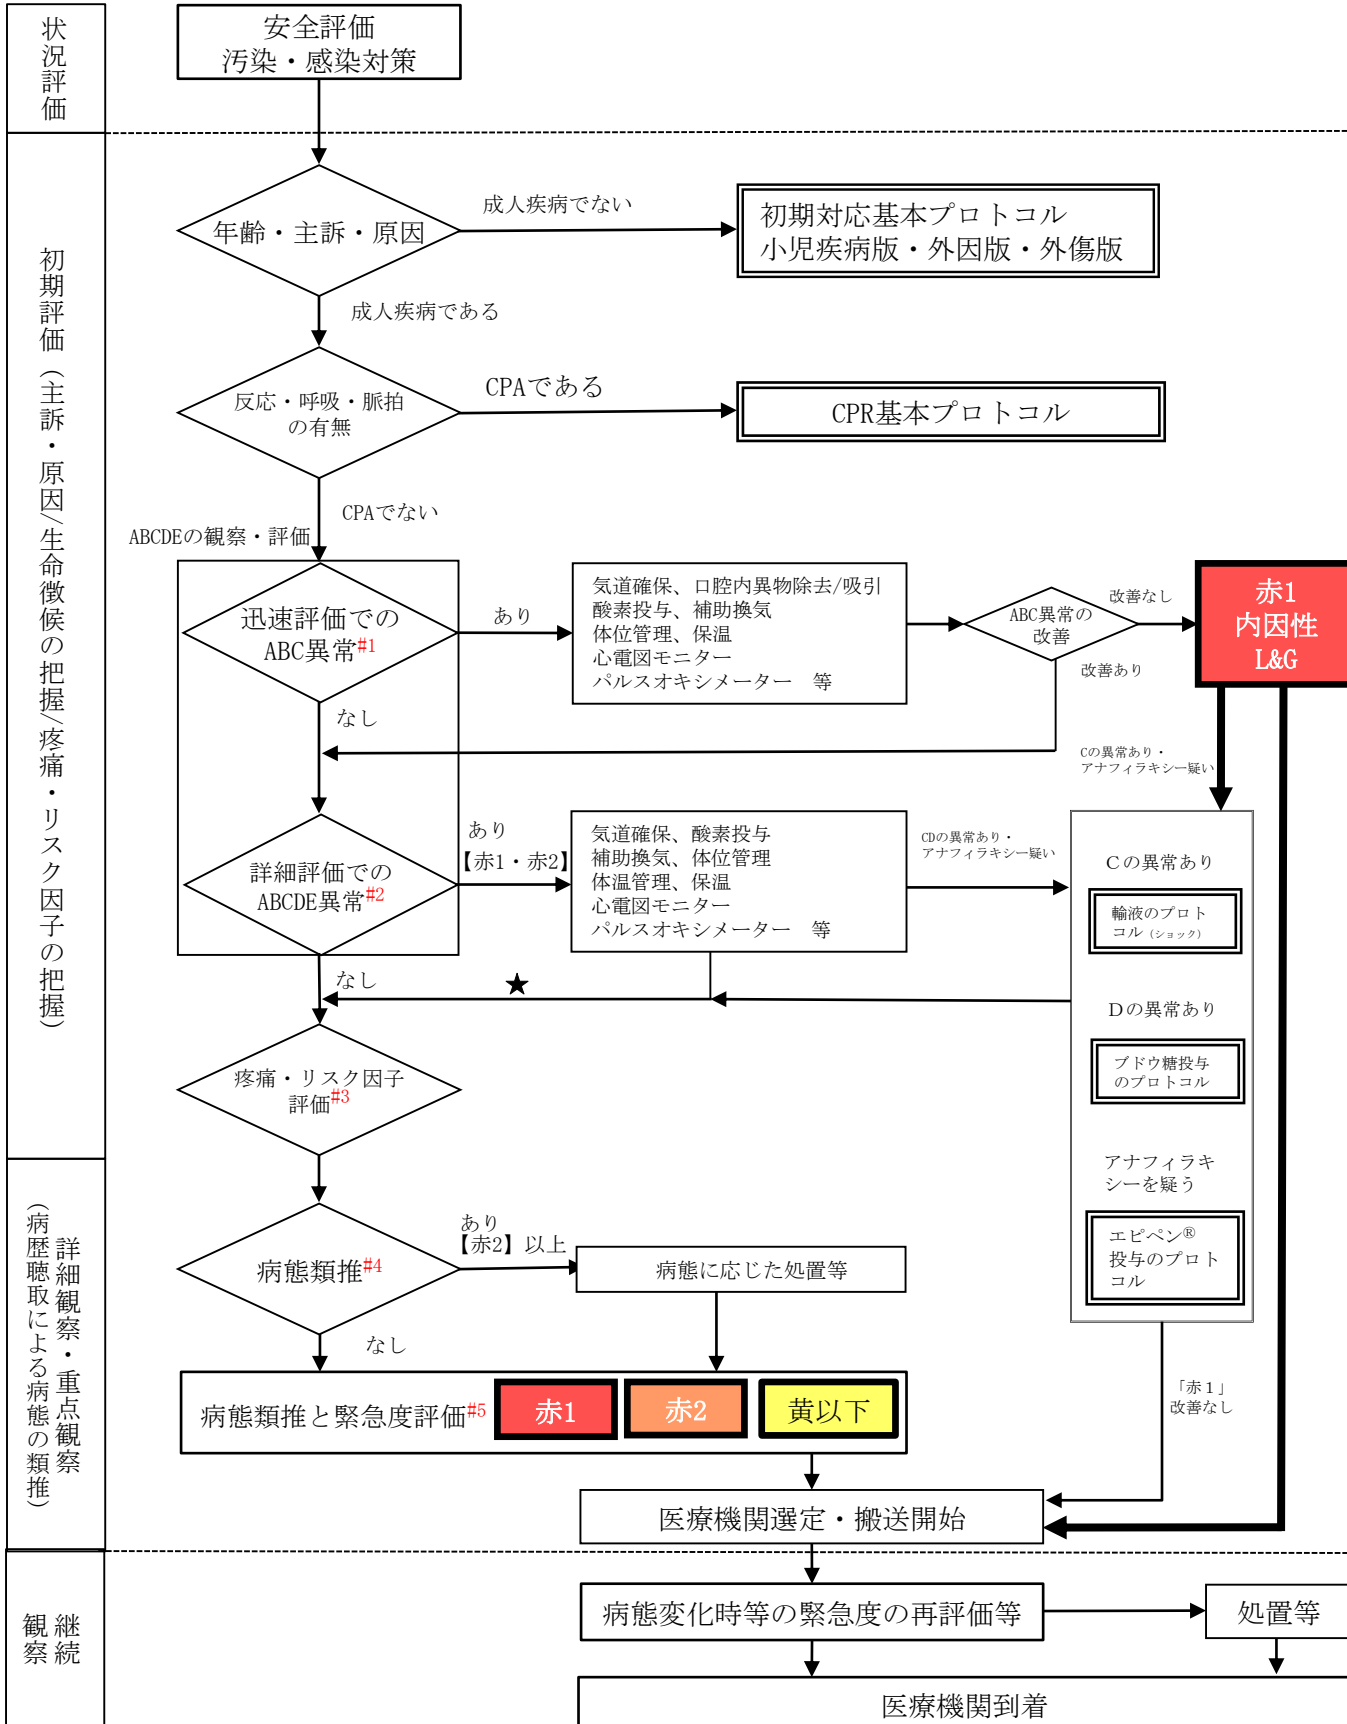 状況評価
安全評価
汚染・感染対策
初期評価（主訴・原因/生命徴候の把握/疼痛・リスク因子の把握）
年齢・主訴・原因
成人疾病でない
初期対応基本プロトコル
小児疾病版・外因版・外傷版
成人疾病である
反応・呼吸・脈拍
の有無
CPAである
CPR基本プロトコル
CPAでない
ABCDEの観察・評価
迅速評価での
ABC異常#1
あり
気道確保、口腔内異物除去/吸引
酸素投与、補助換気
体位管理、保温
心電図モニター
パルスオキシメーター　等
ABC異常の
改善
改善なし
赤1
内因性
L&G
改善あり
なし
Cの異常あり・
アナフィラキシー疑い
詳細評価での
ABCDE異常#2
あり
【赤1・赤2】
気道確保、酸素投与
補助換気、体位管理
体温管理、保温
心電図モニター
パルスオキシメーター　等
CDの異常あり・
アナフィラキシー疑い
Cの異常あり
輸液のプロト
コル（ショック）
なし
★
Dの異常あり
ブドウ糖投与
のプロトコル
疼痛・リスク因子
評価#3
アナフィラキ
シーを疑う
エピペン®
投与のプロト
コル
詳細観察・重点観察
（病歴聴取による病態の類推）
病態類推#4
あり
【赤2】以上
病態に応じた処置等
なし
病態類推と緊急度評価#5
赤1
赤2
黄以下
「赤１」
改善なし
医療機関選定・搬送開始
継続
観察
病態変化時等の緊急度の再評価等
処置等
医療機関到着